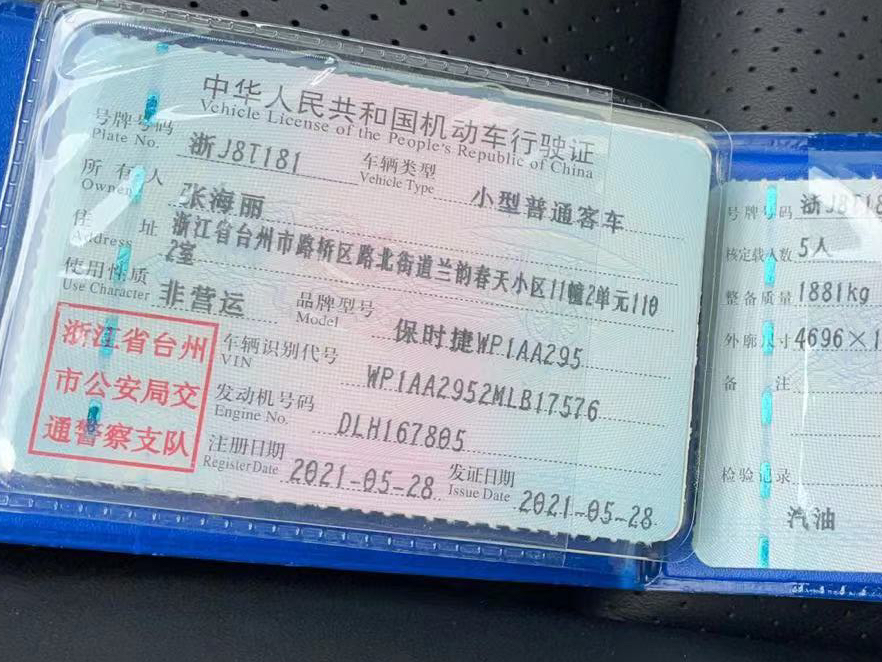 中华人民共和国机动车行驶证
Vehicle License of the People's Republic of China
号牌号码 浙J8T181 车辆类型 小型普通客车
Plate No. Vehicle Type
所有人 张海丽
Owner
住址 浙江省台州市路桥区路北街道兰韵春天小区11幢2单元110
Address 2室
使用性质 非营运 品牌型号 保时捷WP1AA295
Use Character Model
浙江省台州
市公安局交
通警察支队
车辆识别代号 WP1AA2952MLB17576
VIN
发动机号码 DLH167805
Engine No.
注册日期 2021-05-28 发证日期 2021-05-28
Register Date Issue Date
号牌号码 浙J8T18
核定载人数 5人
整备质量 1881kg
外廓尺寸 4696×1
备注
检验记录
汽油